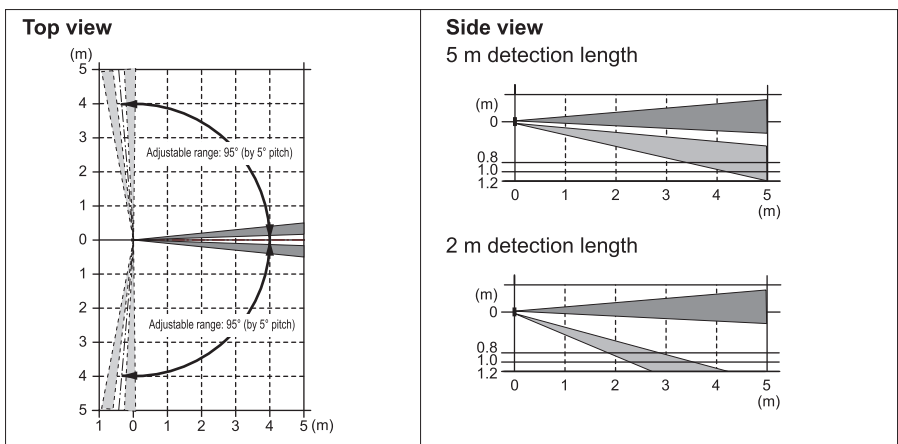 Top view
(m)
5
4
3
2
1
0
1
2
3
4
5
Adjustable range: 95° (by 5° pitch)
Adjustable range: 95° (by 5° pitch)
1 0 1 2 3 4 5 (m)
Side view
5 m detection length
(m)
0
0.8
1.0
1.2
0 1 2 3 4 5
(m)
2 m detection length
(m)
0
0.8
1.0
1.2
0 1 2 3 4 5
(m)